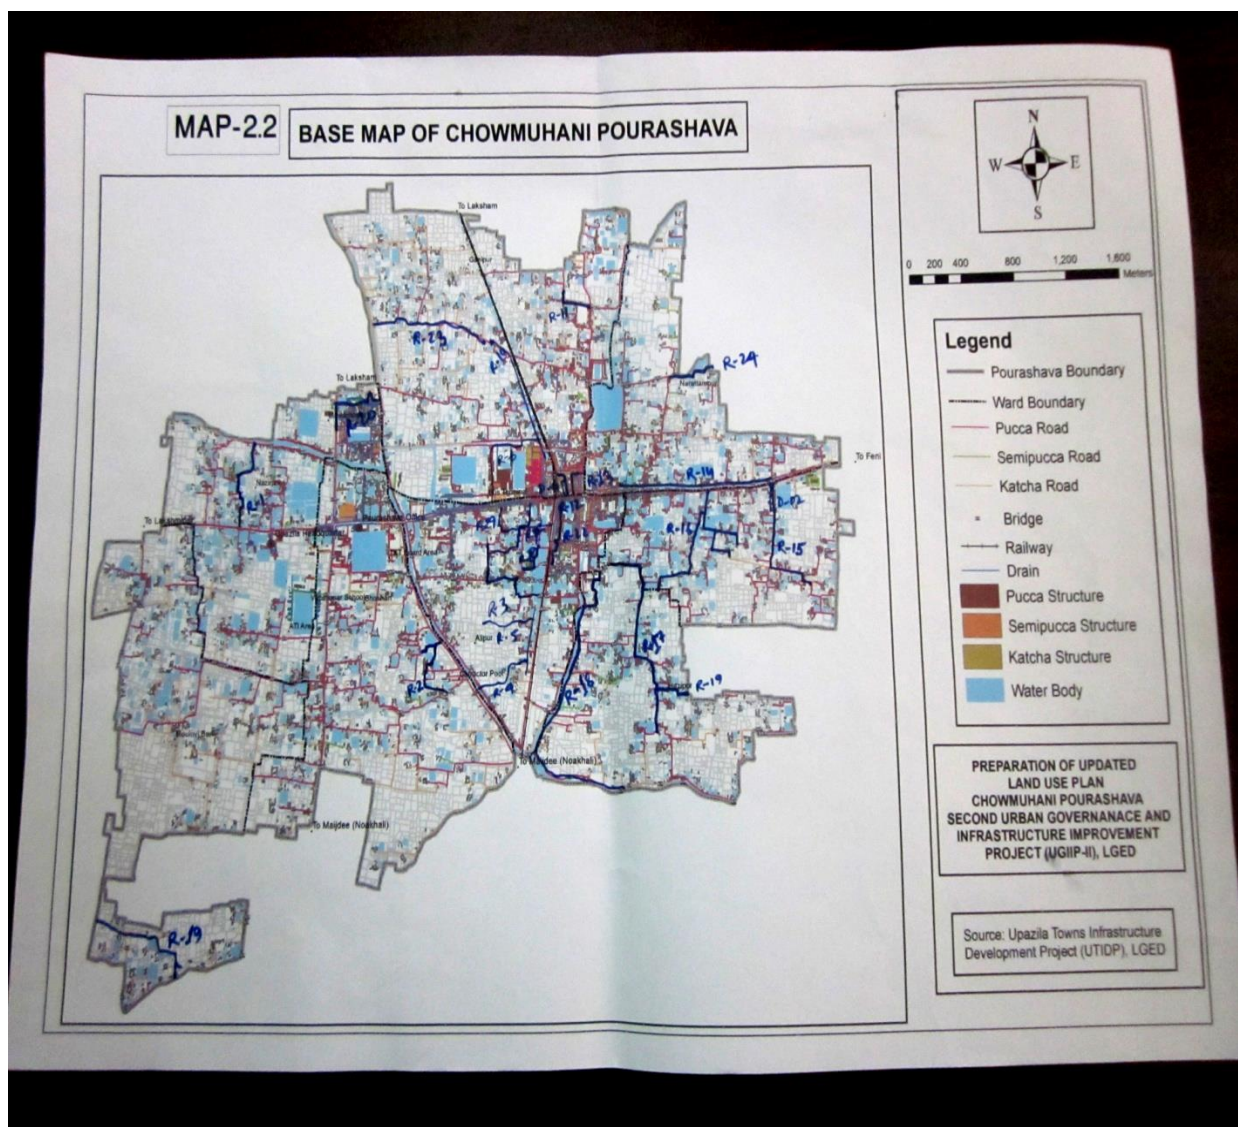 MAP-2.2
BASE MAP OF CHOWMUHANI POURASHAVA
N
W E
S
0 200 400 800 1,200 1,600
Meters
To Laksham
R-11
R-23
R-24
To Laksham
To Feni
R-14
R-1
R-16
R-15
R-3
R-5
R-2
R-4
R-19
To Maijdee (Noakhali)
To Maijdee (Noakhali)
R-19
Legend
Pourashava Boundary
Ward Boundary
Pucca Road
Semipucca Road
Katcha Road
Bridge
Railway
Drain
Pucca Structure
Semipucca Structure
Katcha Structure
Water Body
PREPARATION OF UPDATED
LAND USE PLAN
CHOWMUHANI POURASHAVA
SECOND URBAN GOVERNANACE AND
INFRASTRUCTURE IMPROVEMENT
PROJECT (UGIIP-II), LGED
Source: Upazila Towns Infrastructure
Development Project (UTIDP), LGED